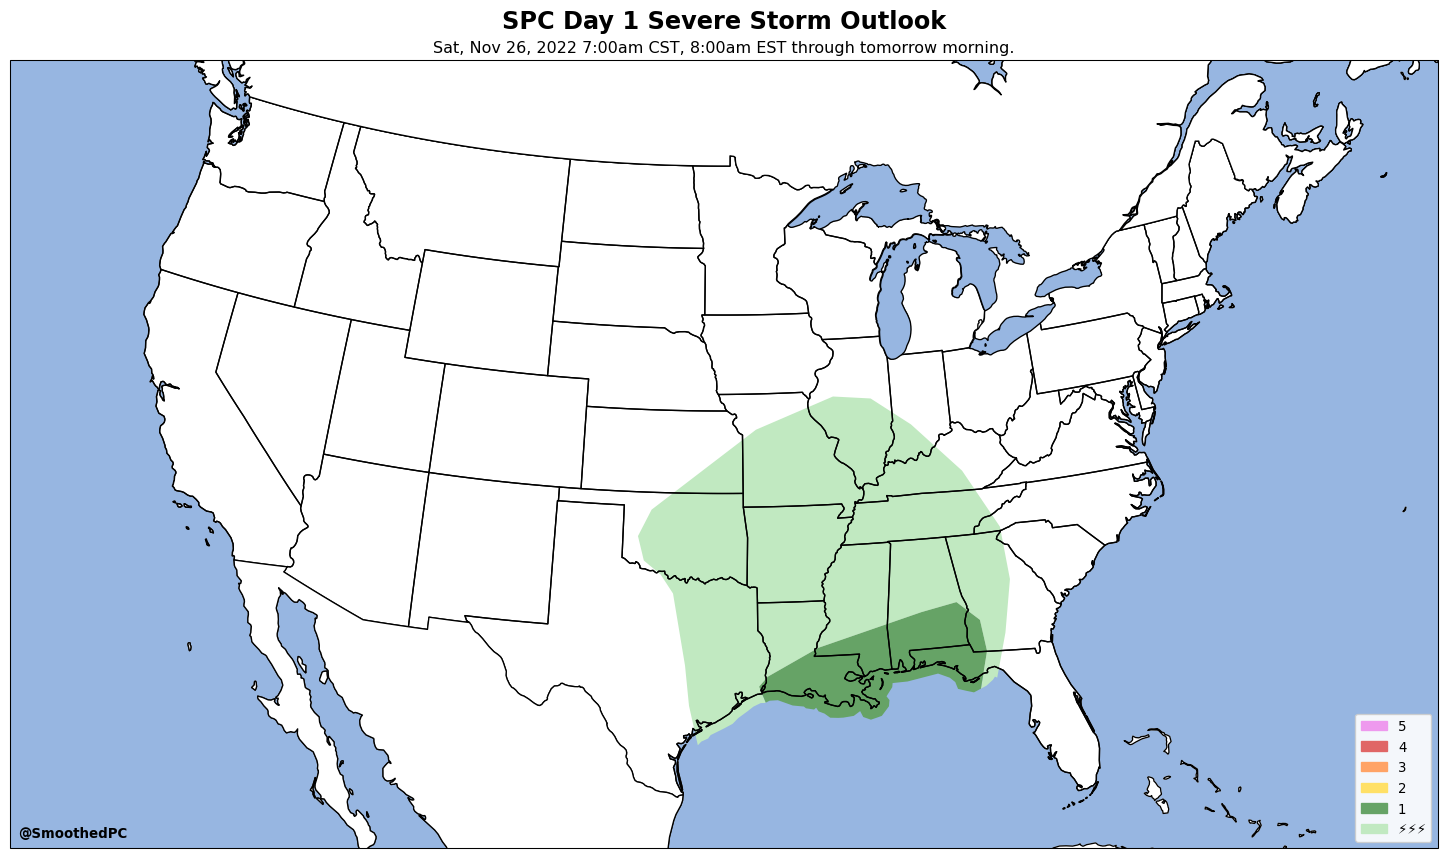 SPC Day 1 Severe Storm Outlook
Sat, Nov 26, 2022 7:00am CST, 8:00am EST through tomorrow morning.
5
4
3
2
1
⚡⚡⚡
@SmoothedPC